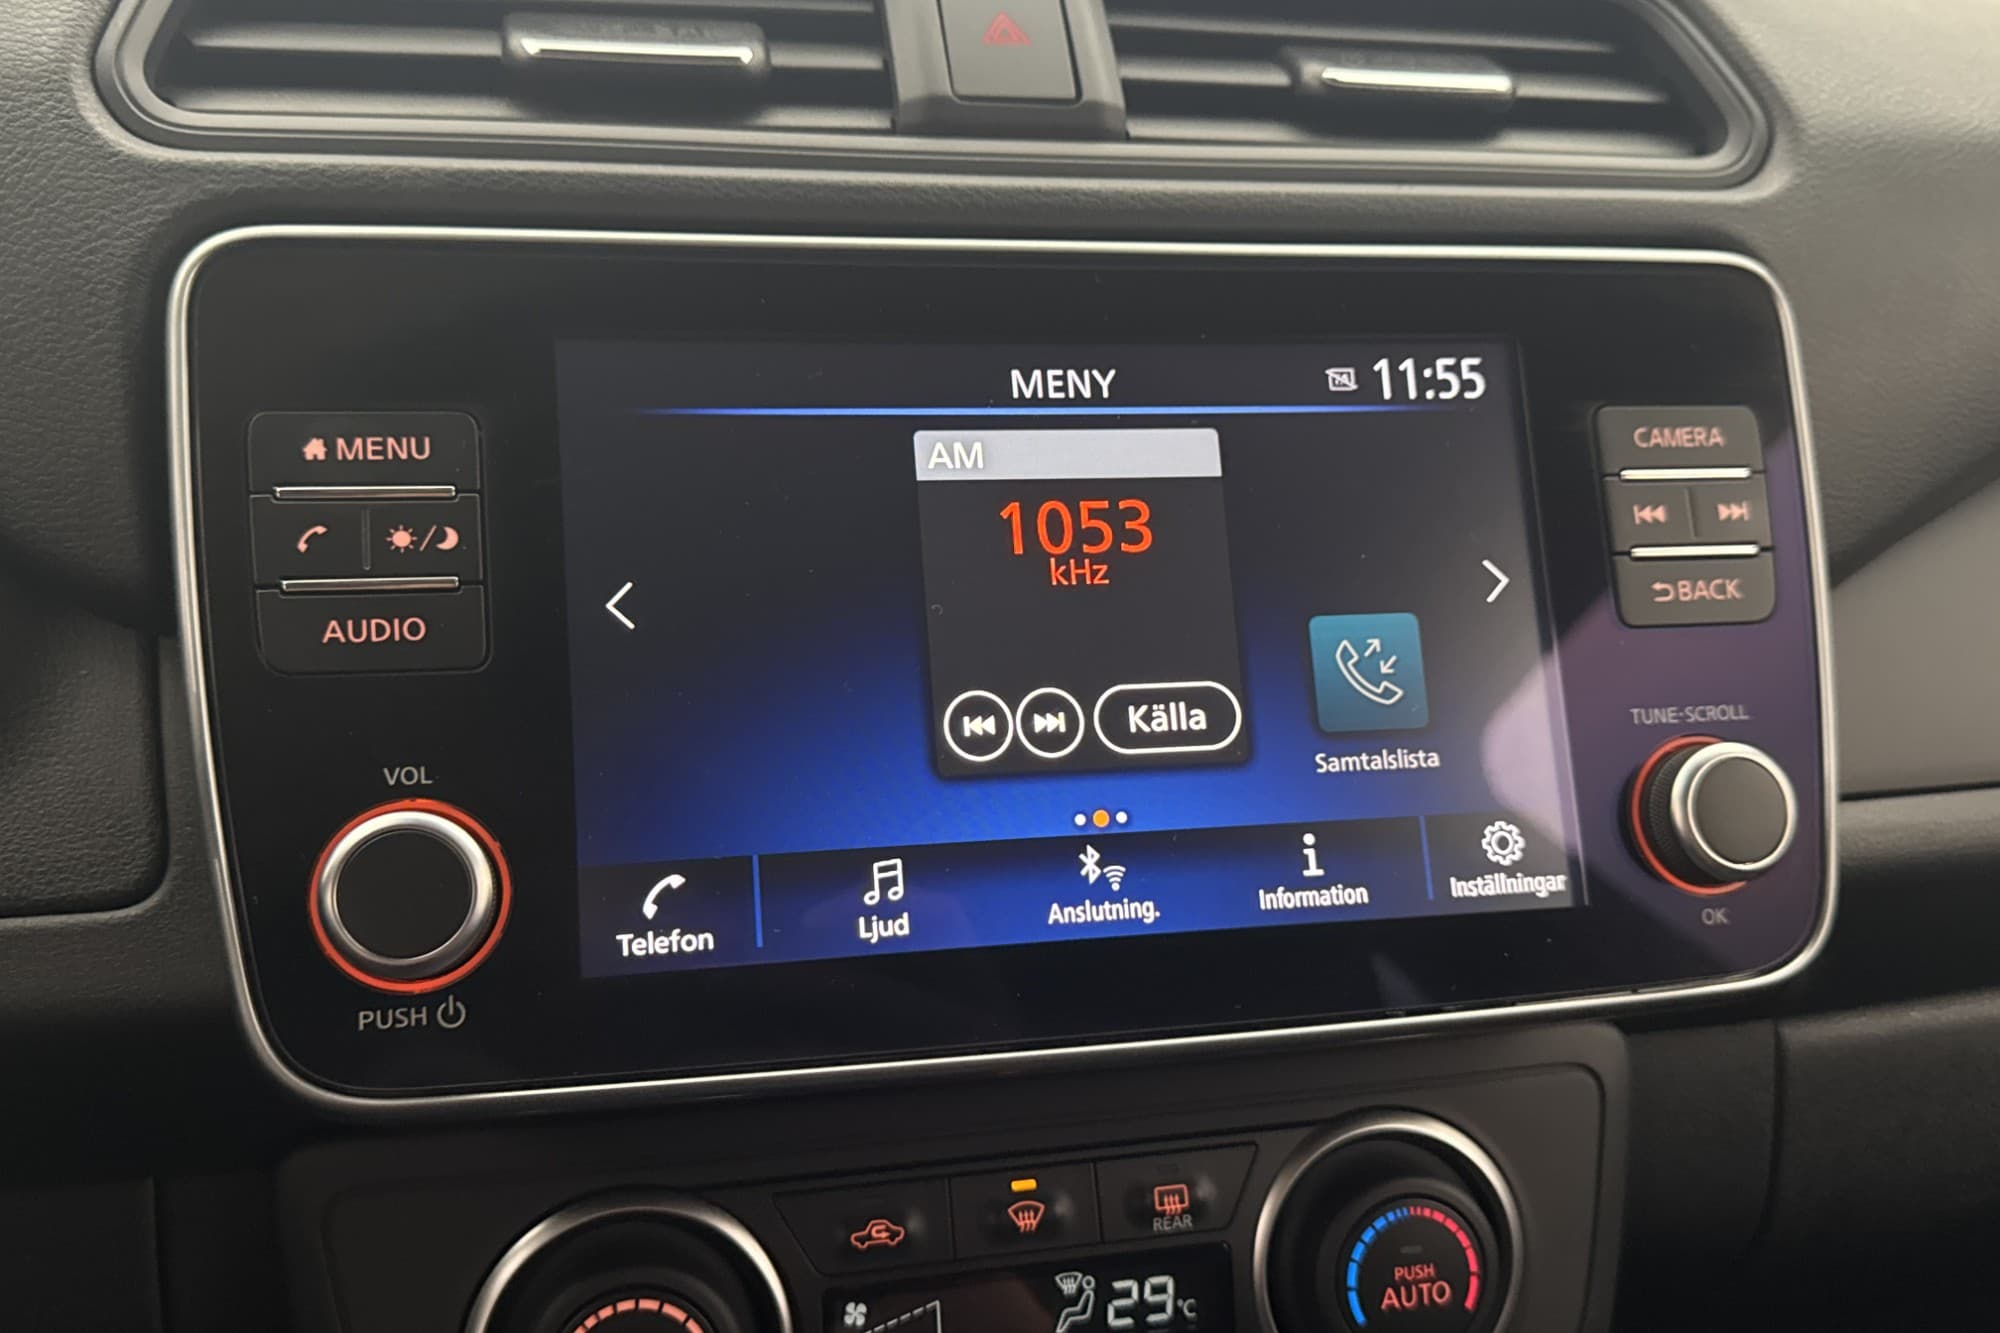 MENY
TA
11:55
MENU
AM
CAMERA
1053
kHz
AUDIO
BACK
Källa
TUNE·SCROLL
Samtalslista
VOL
Telefon
Ljud
Anslutning.
Information
Inställningar
OK
PUSH
REAR
29°C
PUSH
AUTO